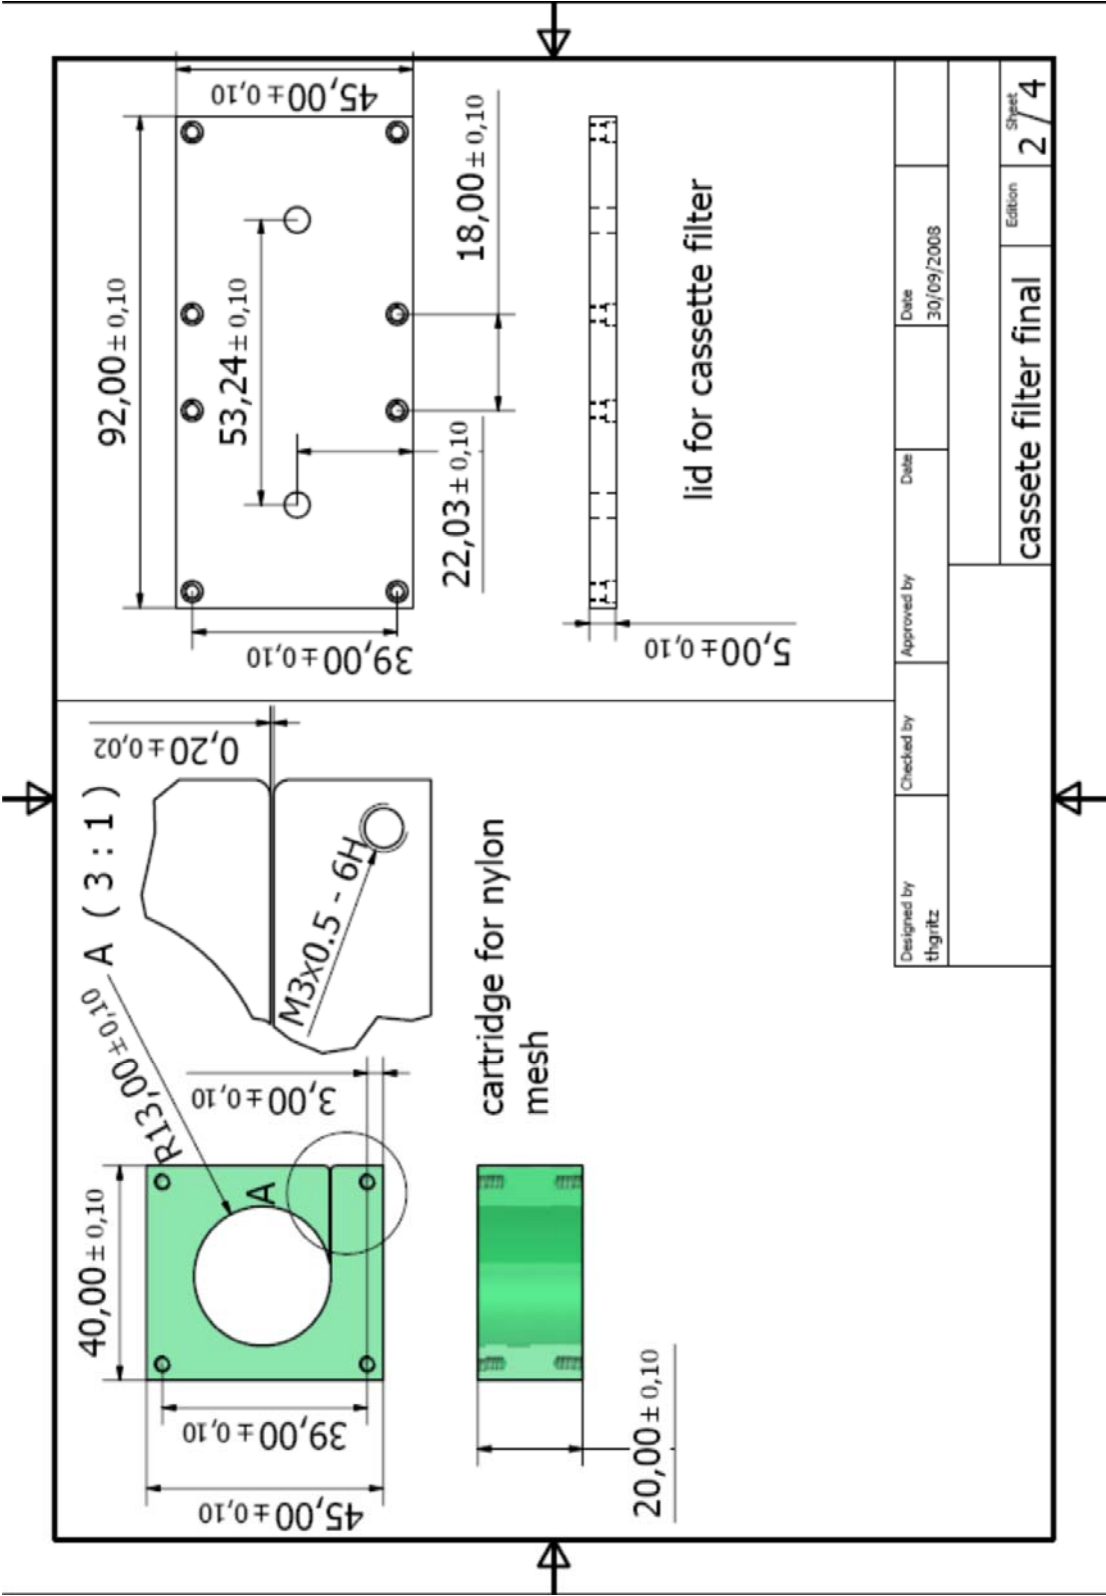 40,00±0,10
R13,00±0,10
A ( 3 : 1 )
0,20±0,02
M3x0.5 - 6H
A
3,00±0,10
39,00±0,10
45,00±0,10
cartridge for nylon
mesh
20,00±0,10
92,00±0,10
45,00±0,10
53,24±0,10
39,00±0,10
18,00±0,10
22,03±0,10
5,00±0,10
lid for cassette filter
Designed by
thgritz
Checked by
Approved by
Date
Date
30/09/2008
cassete filter final
Edition
Sheet
2 / 4